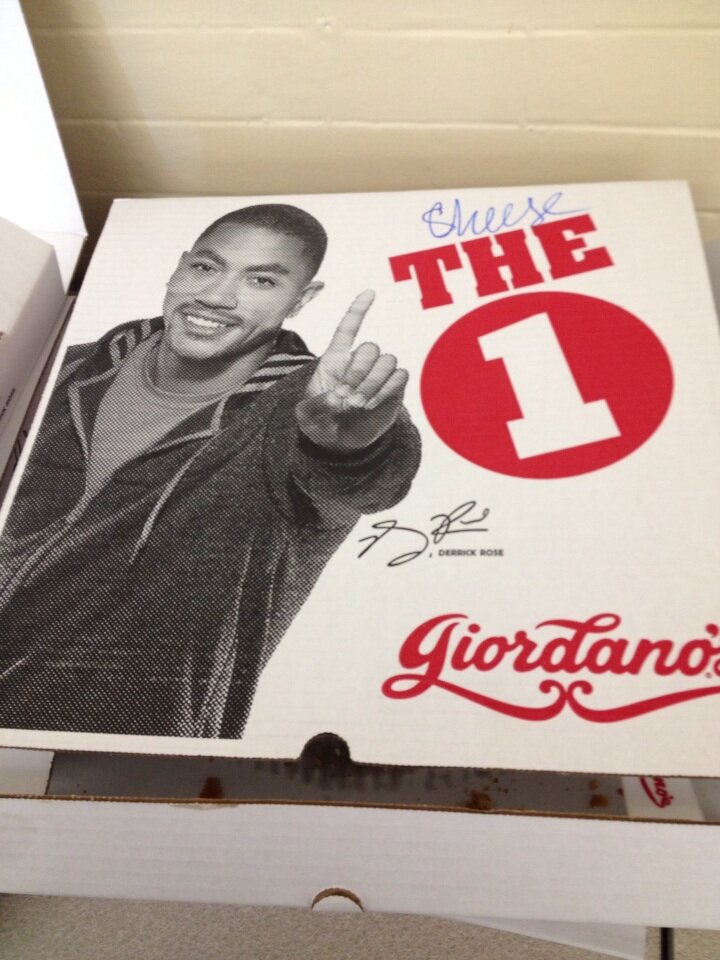 Cheese
THE
1
DERRICK ROSE
Giordano's